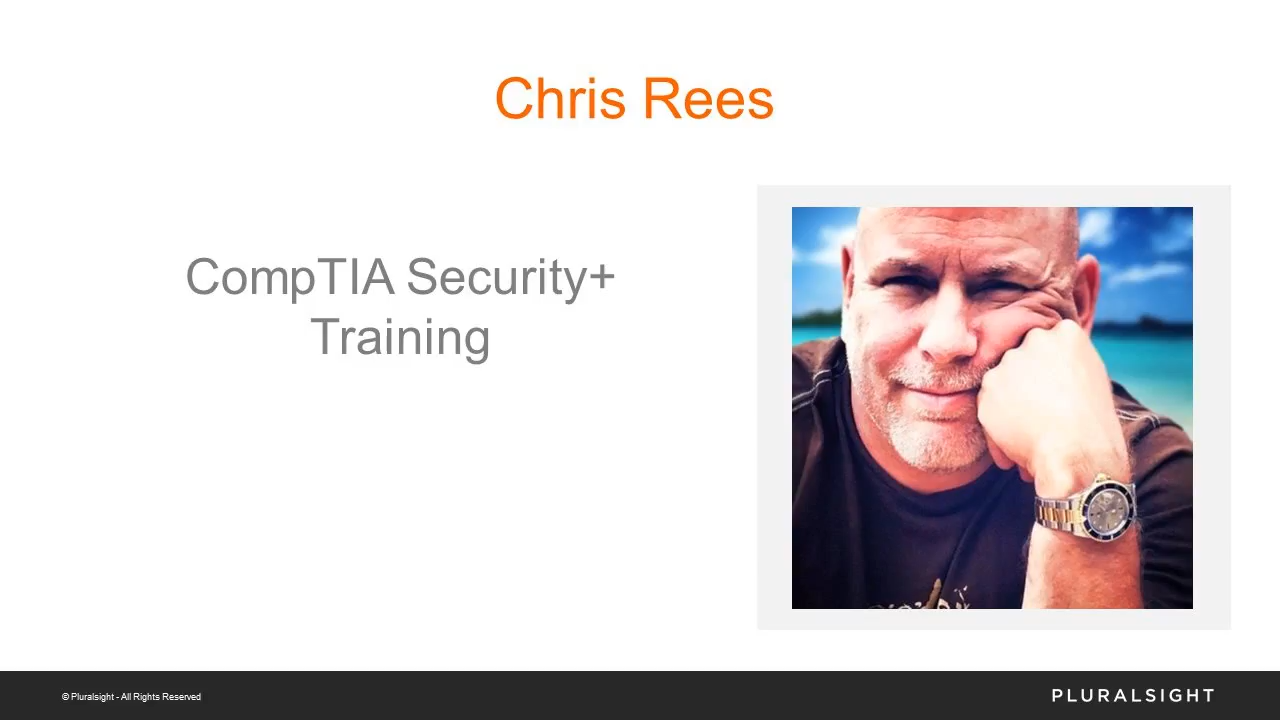 Chris Rees
CompTIA Security+
Training
© Pluralsight - All Rights Reserved
PLURALSIGHT